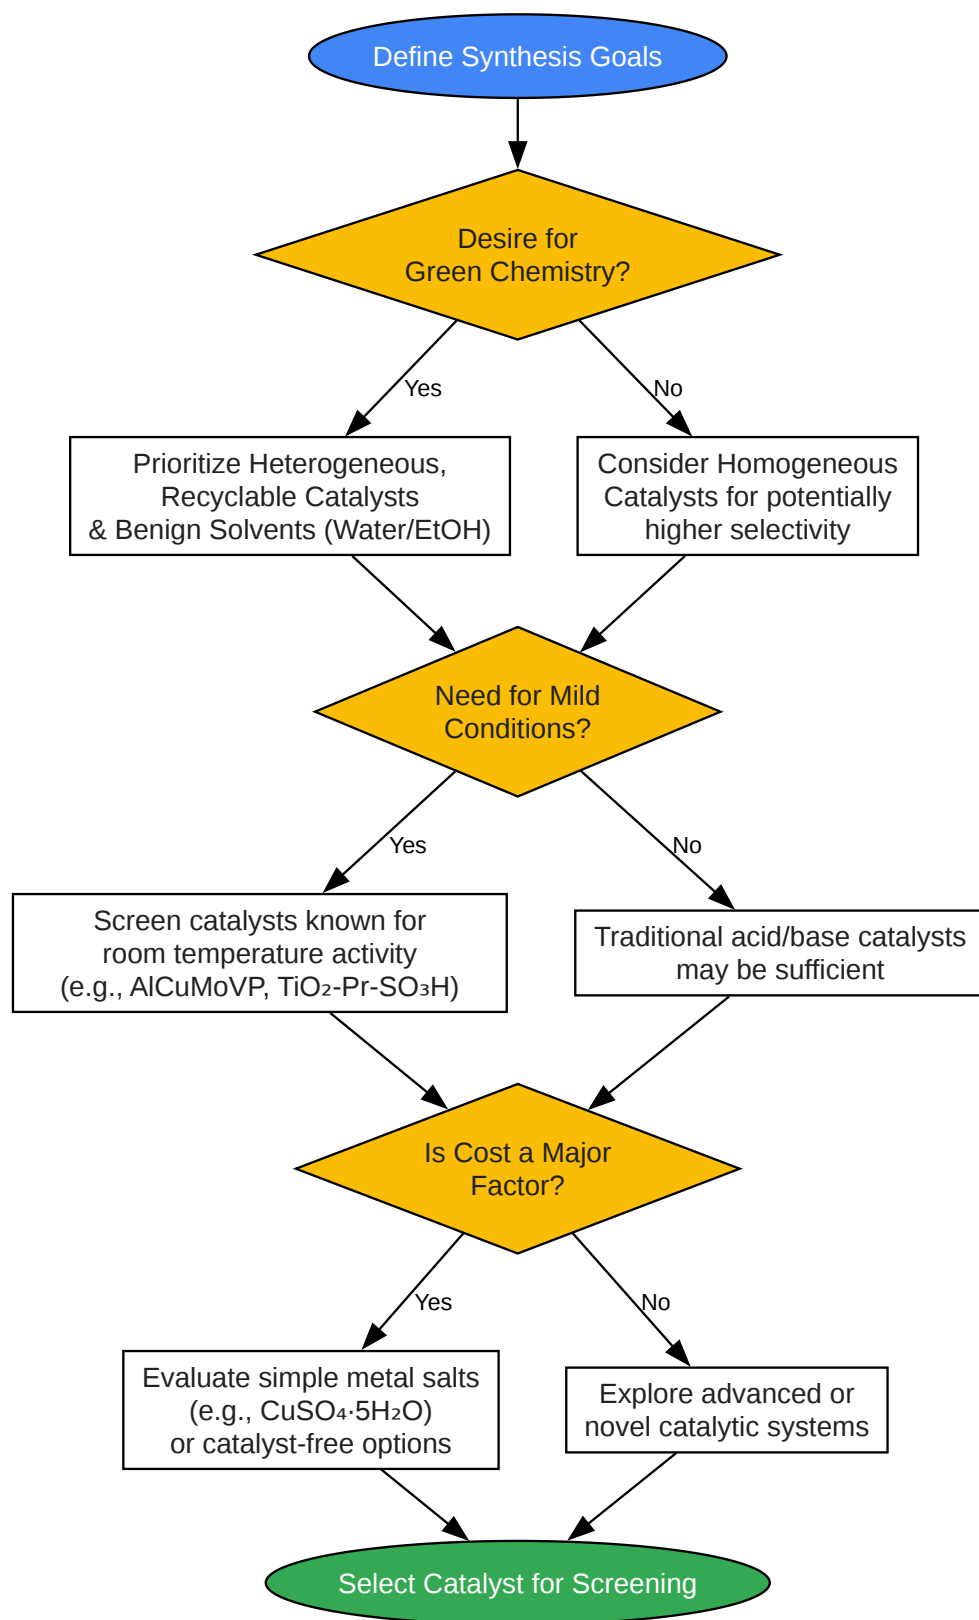 Define Synthesis Goals
Desire for
Green Chemistry?
Yes
No
Prioritize Heterogeneous,
Recyclable Catalysts
& Benign Solvents (Water/EtOH)
Consider Homogeneous
Catalysts for potentially
higher selectivity
Need for Mild
Conditions?
Yes
No
Screen catalysts known for
room temperature activity
(e.g., AlCuMoVP, TiO₂-Pr-SO₃H)
Traditional acid/base catalysts
may be sufficient
Is Cost a Major
Factor?
Yes
No
Evaluate simple metal salts
(e.g., CuSO₄·5H₂O)
or catalyst-free options
Explore advanced or
novel catalytic systems
Select Catalyst for Screening